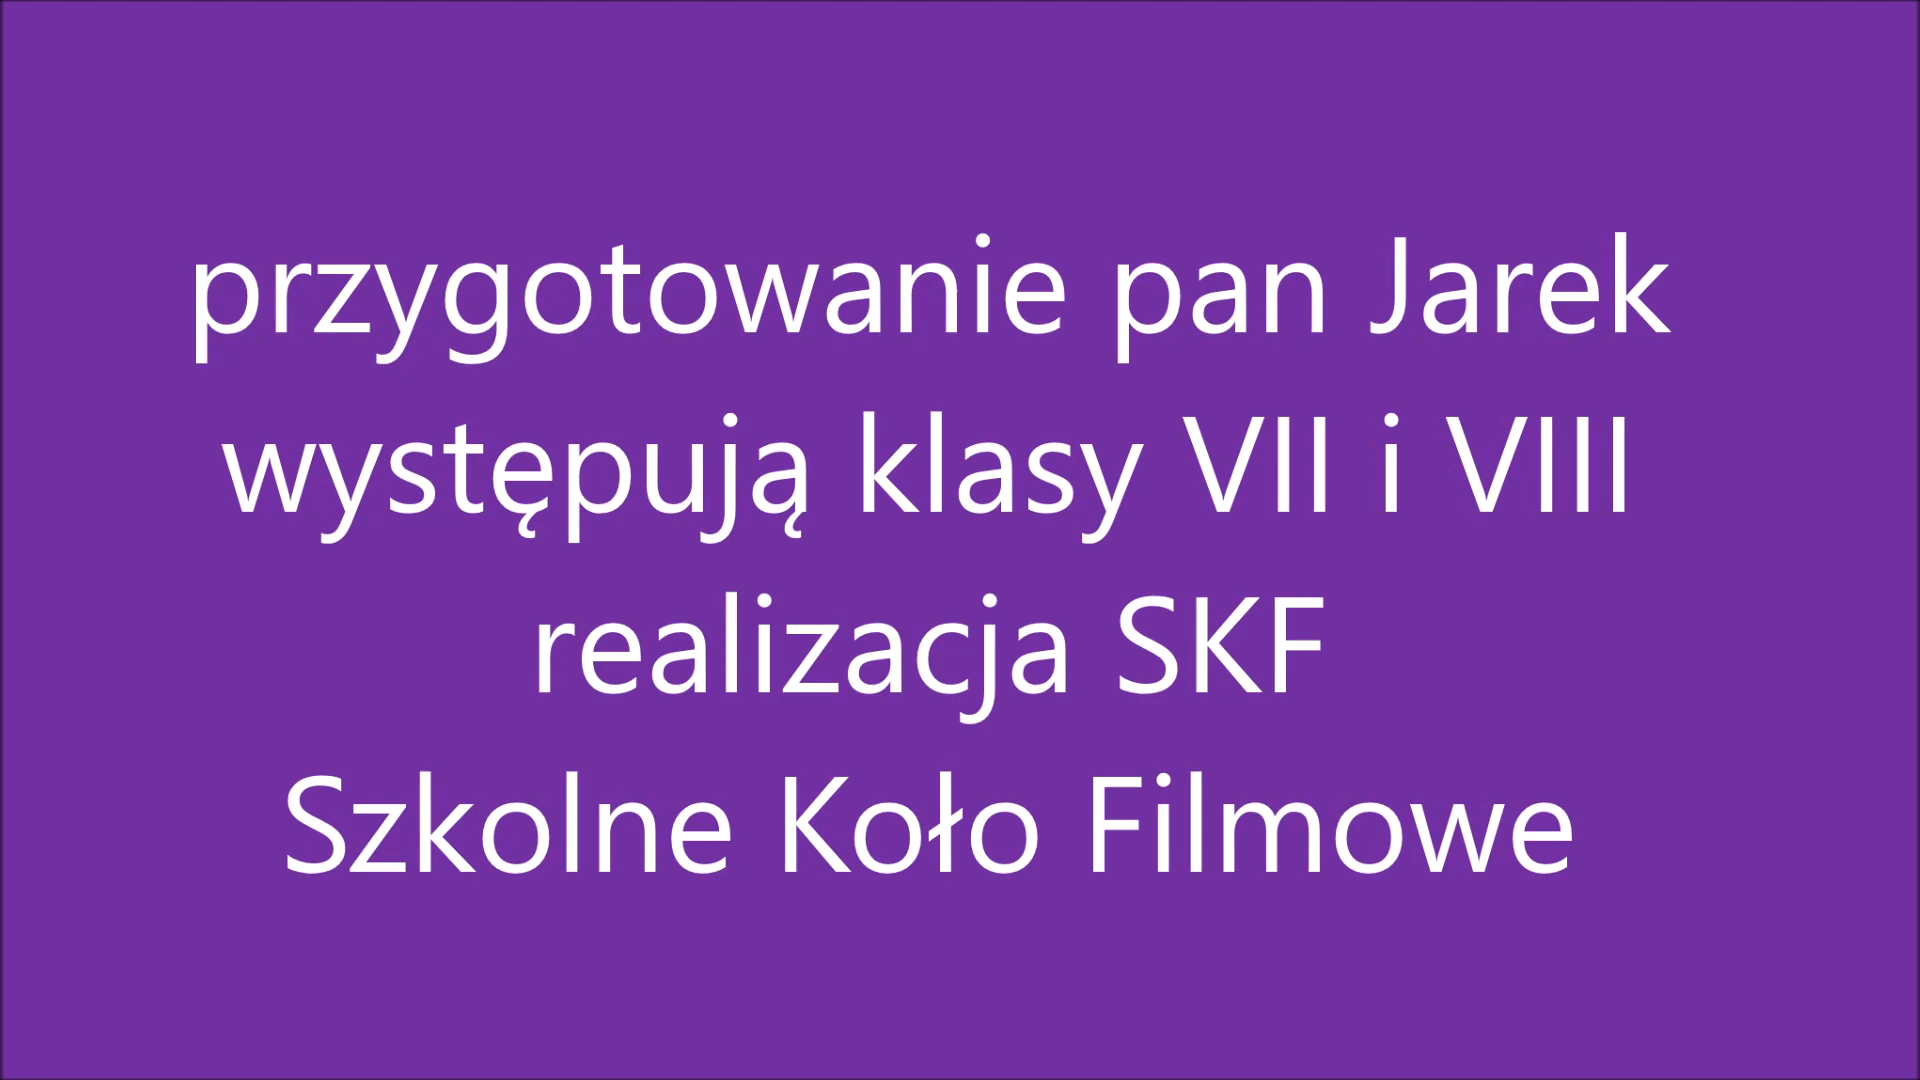 przygotowanie pan Jarek
występują klasy VII i VIII
realizacja SKF
Szkolne Koło Filmowe